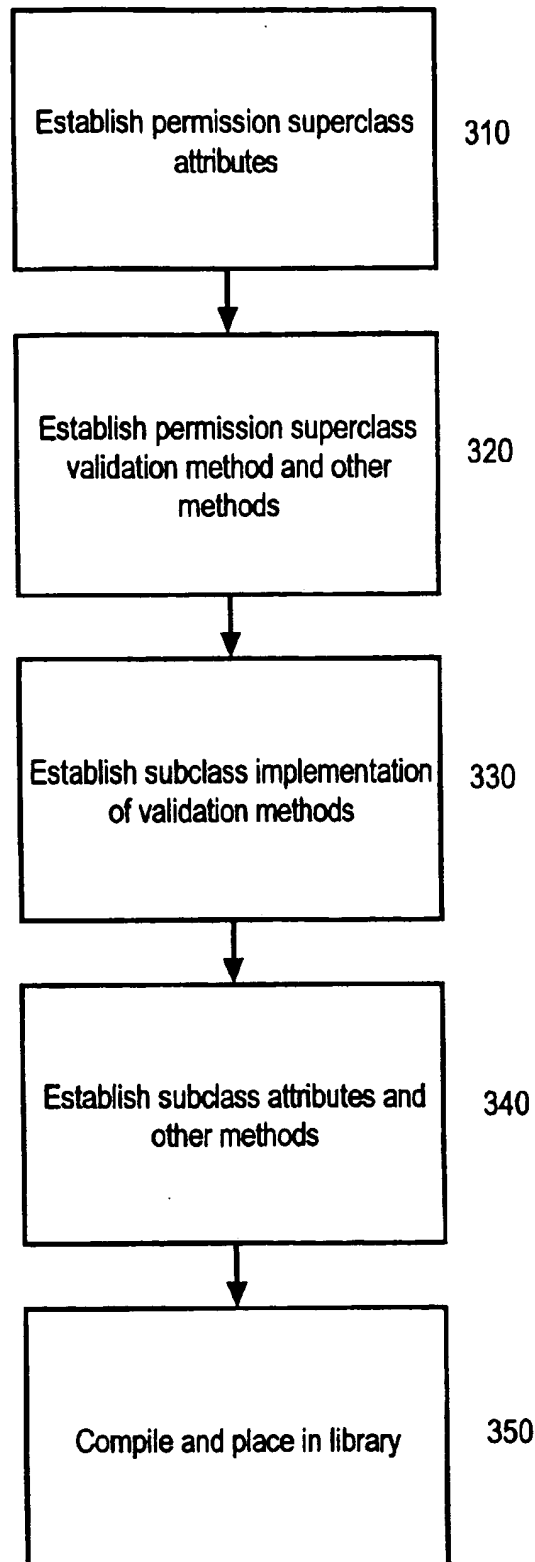 Establish permission superclass
attributes
310
Establish permission superclass
validation method and other
methods
320
Establish subclass implementation
of validation methods
330
Establish subclass attributes and
other methods
340
Compile and place in library
350